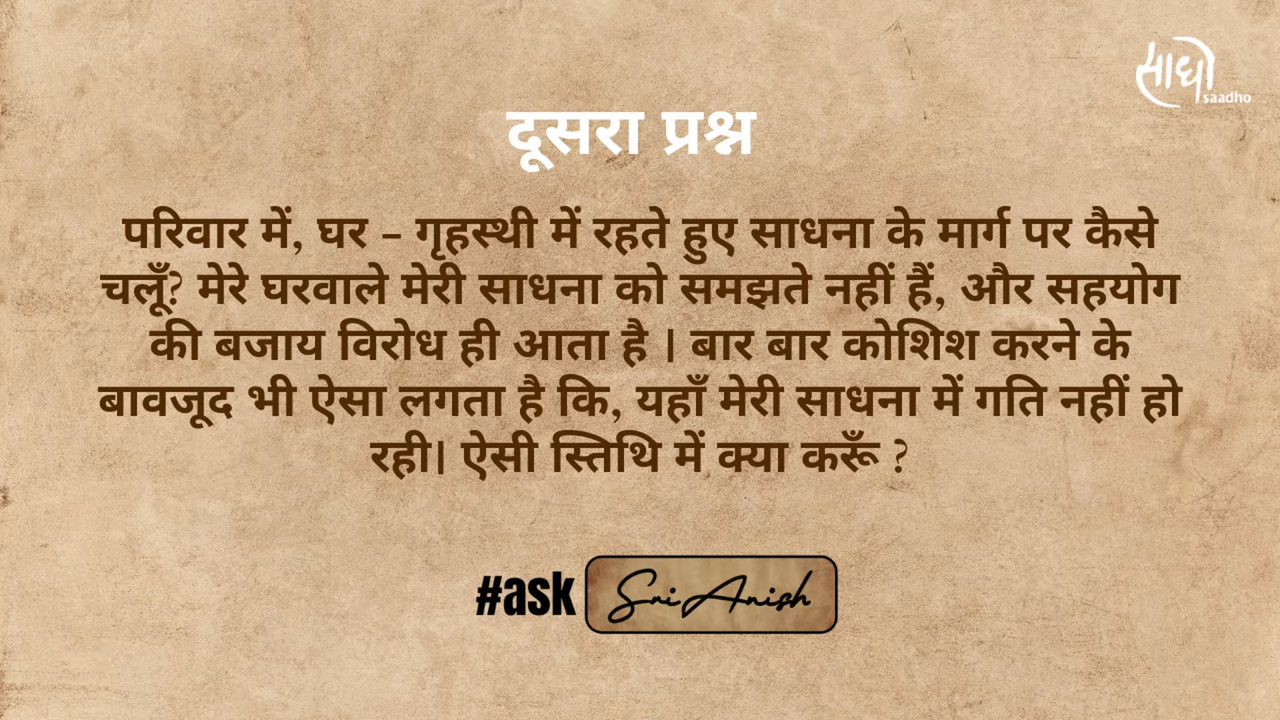 साधो
saadho
दूसरा प्रश्न
परिवार में, घर – गृहस्थी में रहते हुए साधना के मार्ग पर कैसे
चलूँ? मेरे घरवाले मेरी साधना को समझते नहीं हैं, और सहयोग
की बजाय विरोध ही आता है | बार बार कोशिश करने के
बावजूद भी ऐसा लगता है कि, यहाँ मेरी साधना में गति नहीं हो
रही| ऐसी स्तिथि में क्या करूँ ?
#ask Sri Anish